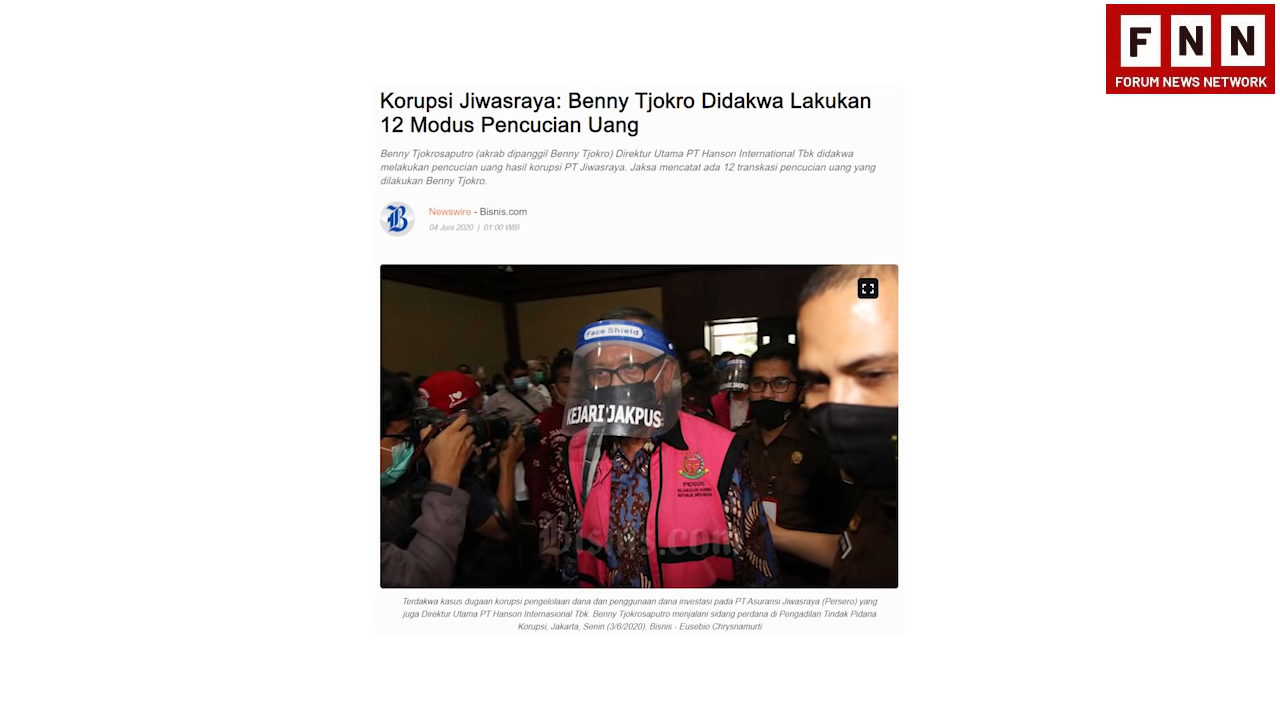 F N N
FORUM NEWS NETWORK
Korupsi Jiwasraya: Benny Tjokro Didakwa Lakukan
12 Modus Pencucian Uang
Benny Tjokrosaputro (akrab dipanggil Benny Tjokro) Direktur Utama PT Hanson International Tbk didakwa
melakukan pencucian uang hasil korupsi PT Jiwasraya. Jaksa mencatat ada 12 transkasi pencucian uang yang
dilakukan Benny Tjokro.
B
Newswire - Bisnis.com
04 Juni 2020 | 01:00 WIB
Face Shield
I
KEJARI JAKPUS
PIDSUS
Bisnis.com
Terdakwa kasus dugaan korupsi pengelolaan dana dan penggunaan dana investasi pada PT Asuransi Jiwasraya (Persero) yang
juga Direktur Utama PT Hanson Internasional Tbk. Benny Tjokrosaputro menjalani sidang perdana di Pengadilan Tindak Pidana
Korupsi, Jakarta, Senin (3/6/2020). Bisnis - Eusebio Chrysnamurti